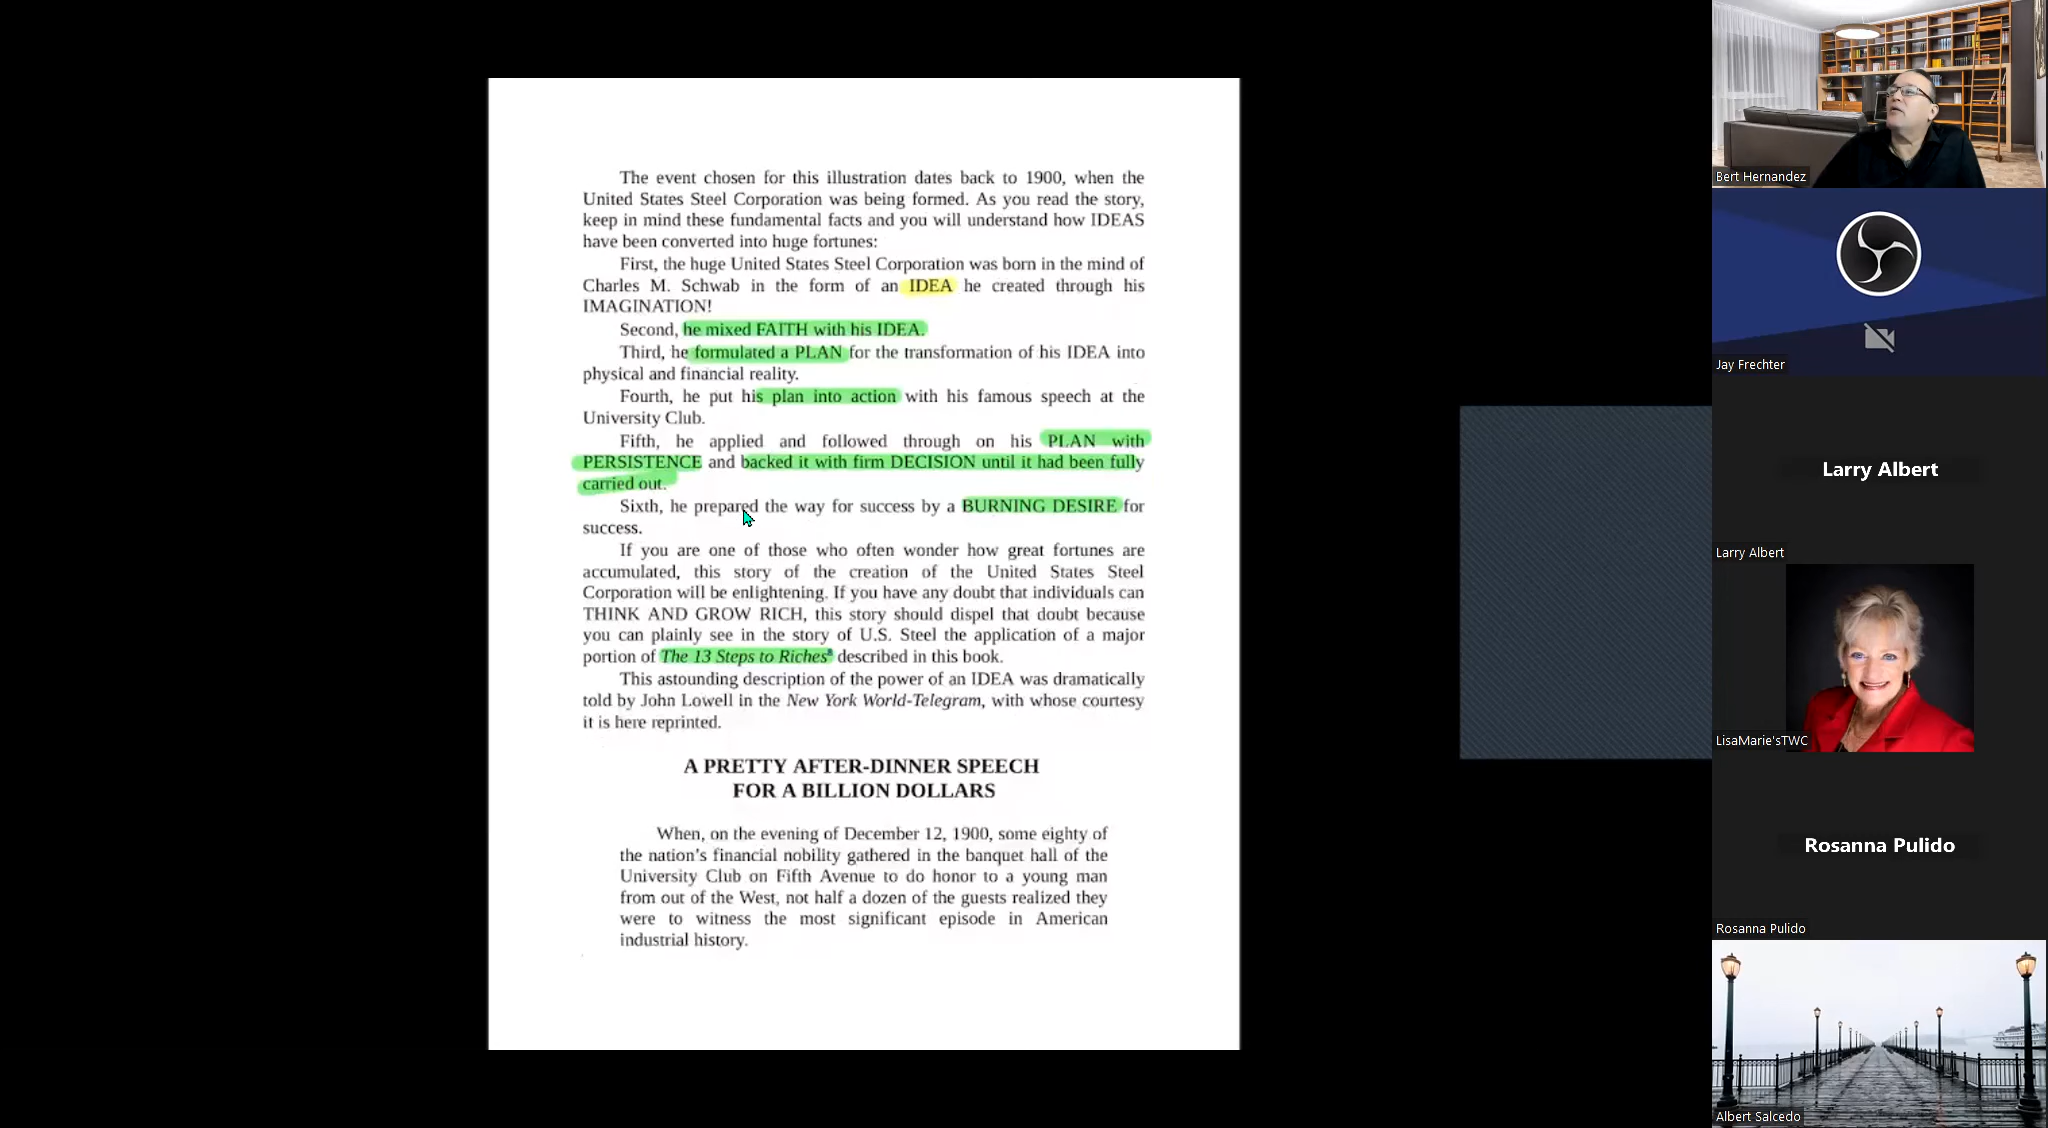 The event chosen for this illustration dates back to 1900, when the
United States Steel Corporation was being formed. As you read the story,
keep in mind these fundamental facts and you will understand how IDEAS
have been converted into huge fortunes:
First, the huge United States Steel Corporation was born in the mind of
Charles M. Schwab in the form of an IDEA he created through his
IMAGINATION!
Second, he mixed FAITH with his IDEA.
Third, he formulated a PLAN for the transformation of his IDEA into
physical and financial reality.
Fourth, he put his plan into action with his famous speech at the
University Club.
Fifth, he applied and followed through on his PLAN with
PERSISTENCE and backed it with firm DECISION until it had been fully
carried out.
Sixth, he prepared the way for success by a BURNING DESIRE for
success.
If you are one of those who often wonder how great fortunes are
accumulated, this story of the creation of the United States Steel
Corporation will be enlightening. If you have any doubt that individuals can
THINK AND GROW RICH, this story should dispel that doubt because
you can plainly see in the story of U.S. Steel the application of a major
portion of The 13 Steps to Riches described in this book.
This astounding description of the power of an IDEA was dramatically
told by John Lowell in the New York World-Telegram, with whose courtesy
it is here reprinted.
A PRETTY AFTER-DINNER SPEECH
FOR A BILLION DOLLARS
When, on the evening of December 12, 1900, some eighty of
the nation's financial nobility gathered in the banquet hall of the
University Club on Fifth Avenue to do honor to a young man
from out of the West, not half a dozen of the guests realized they
were to witness the most significant episode in American
industrial history.
Bert Hernandez
Jay Frechter
Larry Albert
Larry Albert
LisaMarie'sTWC
Rosanna Pulido
Rosanna Pulido
Albert Salcedo